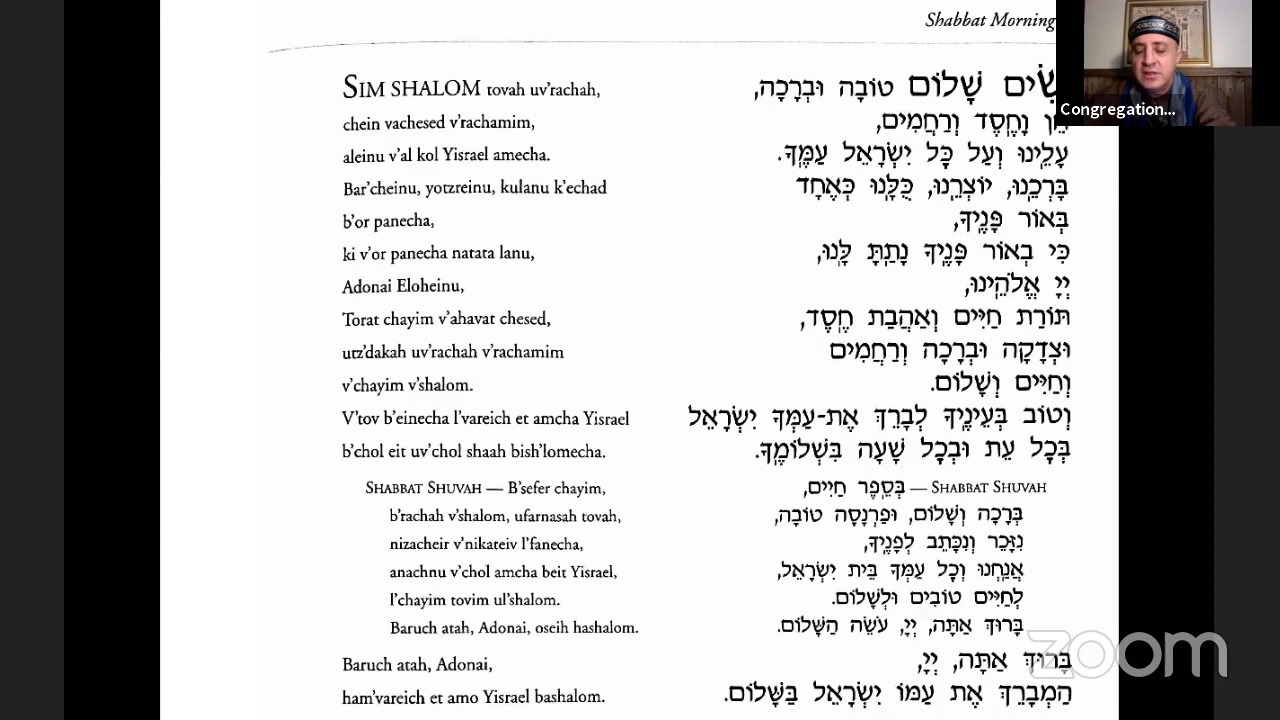 Shabbat Morning
SIM SHALOM tovah uv'rachah,
chein vachesed v'rachamim,
aleinu v'al kol Yisrael amecha.
Bar'cheinu, yotzreinu, kulanu k'echad
b'or panecha,
ki v'or panecha natata lanu,
Adonai Eloheinu,
Torat chayim v'ahavat chesed,
utz'dakah uv'rachah v'rachamim
v'chayim v'shalom.
V'tov b'einecha l'vareich et amcha Yisrael
b'chol eit uv'chol shaah bish'lomecha.
SHABBAT SHUVAH — B'sefer chayim,
b'rachah v'shalom, ufarnasah tovah,
nizacheir v'nikateiv l'fanecha,
anachnu v'chol amcha beit Yisrael,
l'chayim tovim ul'shalom.
Baruch atah, Adonai, oseih hashalom.
Baruch atah, Adonai,
ham'vareich et amo Yisrael bashalom.
שִׂים שָׁלוֹם טוֹבָה וּבְרָכָה,
חֵן וָחֶֽסֶד וְרַחֲמִים,
עָלֵֽינוּ וְעַל כׇּל יִשְׂרָאֵל עַמֶּֽךָ.
בָּרְכֵֽנוּ, יוֹצְרֵֽנוּ, כֻּלָּֽנוּ כְּאֶחָד
בְּאוֹר פָּנֶֽיךָ,
כִּי בְאוֹר פָּנֶֽיךָ נָתַֽתָּ לָּֽנוּ,
יְיָ אֱלֹהֵֽינוּ,
תּוֹרַת חַיִּים וְאַהֲבַת חֶֽסֶד,
וּצְדָקָה וּבְרָכָה וְרַחֲמִים
וְחַיִּים וְשָׁלוֹם.
וְטוֹב בְּעֵינֶֽיךָ לְבָרֵךְ אֶת־עַמְּךָ יִשְׂרָאֵל
בְּכׇל עֵת וּבְכׇל שָׁעָה בִּשְׁלוֹמֶֽךָ.
SHABBAT SHUVAH — בְּסֵֽפֶר חַיִּים,
בְּרָכָה וְשָׁלוֹם, וּפַרְנָסָה טוֹבָה,
נִזָּכֵר וְנִכָּתֵב לְפָנֶֽיךָ,
אֲנַֽחְנוּ וְכׇל עַמְּךָ בֵּית יִשְׂרָאֵל,
לְחַיִּים טוֹבִים וּלְשָׁלוֹם.
בָּרוּךְ אַתָּה, יְיָ, עֹשֵׂה הַשָּׁלוֹם.
בָּרוּךְ אַתָּה, יְיָ,
הַמְבָרֵךְ אֶת עַמּוֹ יִשְׂרָאֵל בַּשָּׁלוֹם.
Congregation...
zoom